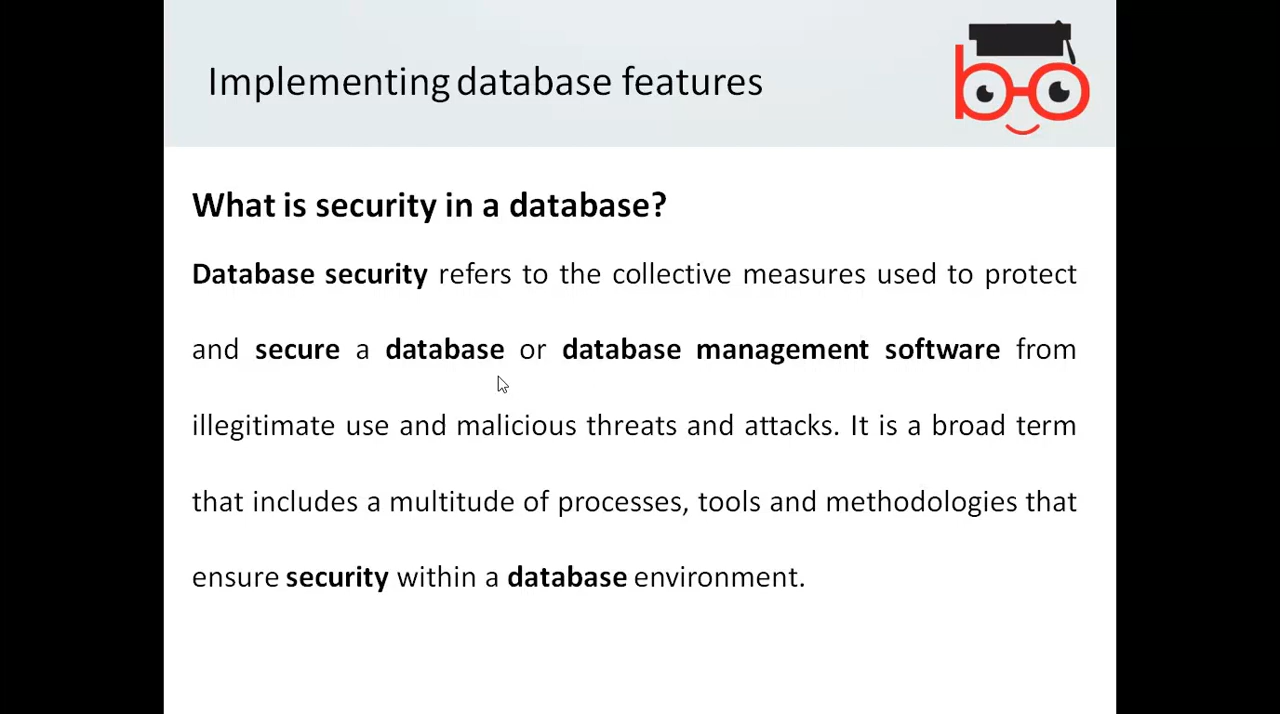 Implementing database features
What is security in a database?
Database security refers to the collective measures used to protect
and secure a database or database management software from
illegitimate use and malicious threats and attacks. It is a broad term
that includes a multitude of processes, tools and methodologies that
ensure security within a database environment.